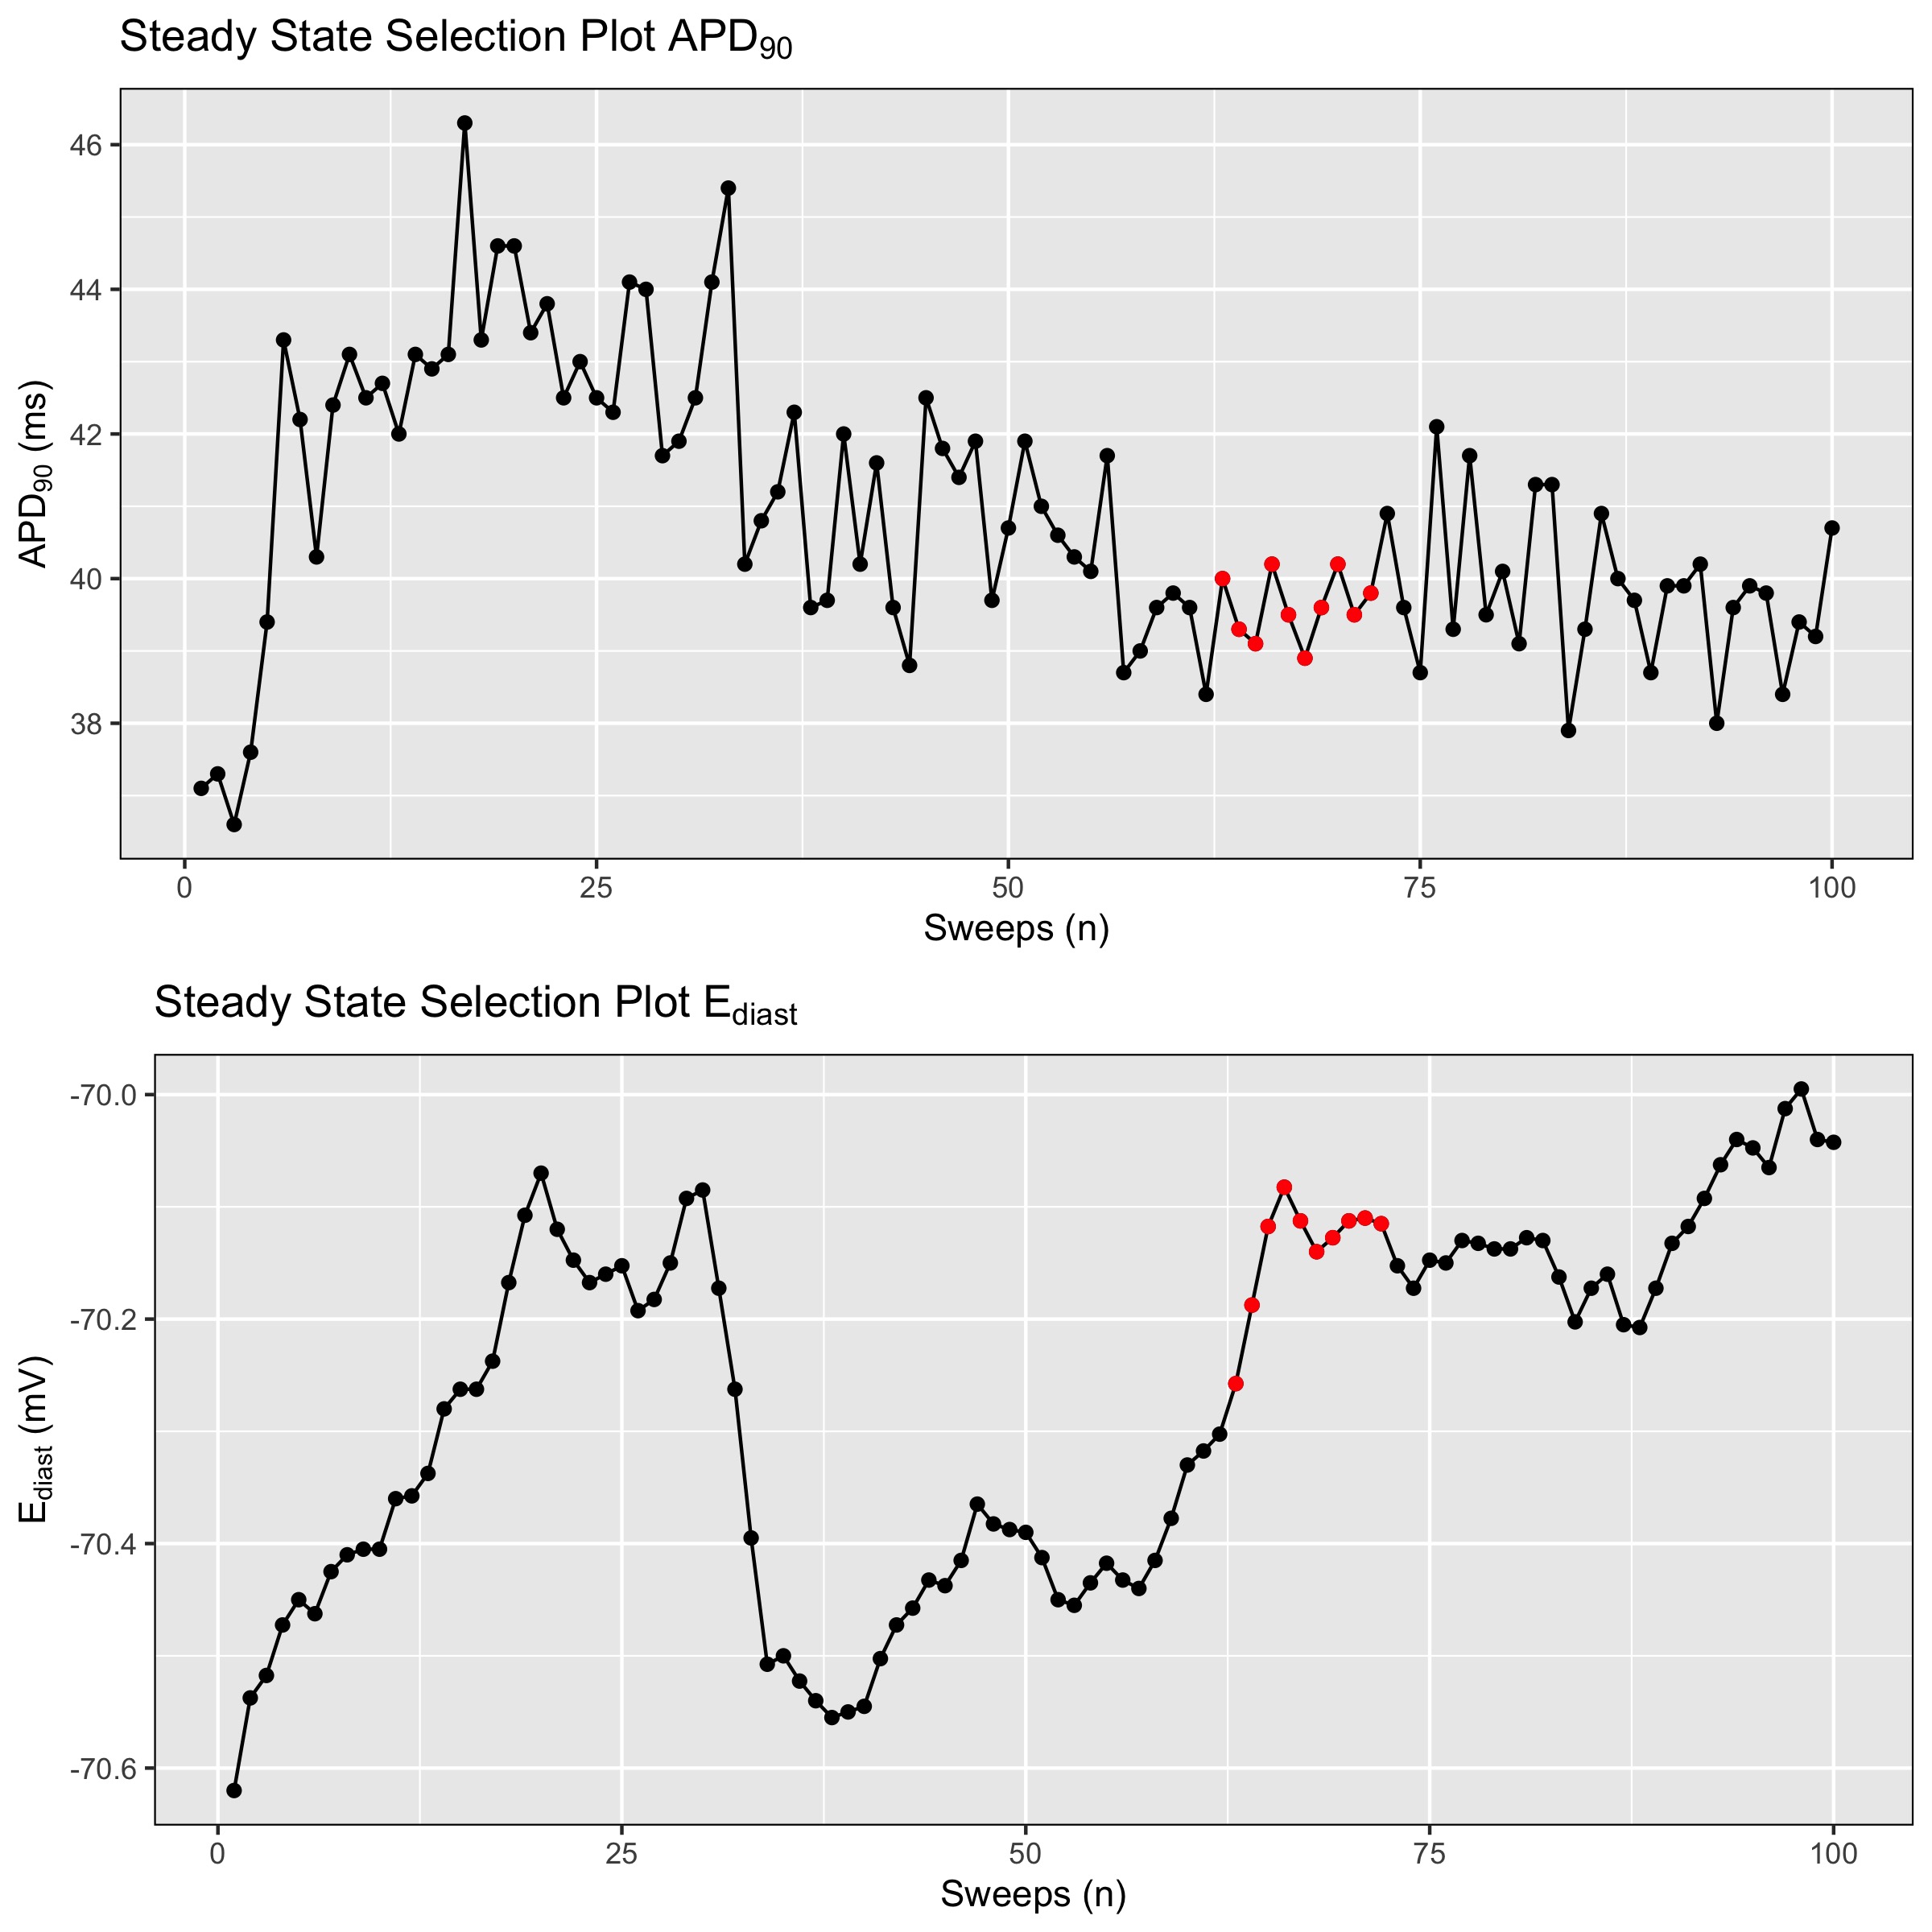 Steady State Selection Plot APD90
46
44
42
40
38
APD90 (ms)
0 25 50 75 100
Sweeps (n)
Steady State Selection Plot Ediast
-70.0
-70.2
-70.4
-70.6
Ediast (mV)
0 25 50 75 100
Sweeps (n)